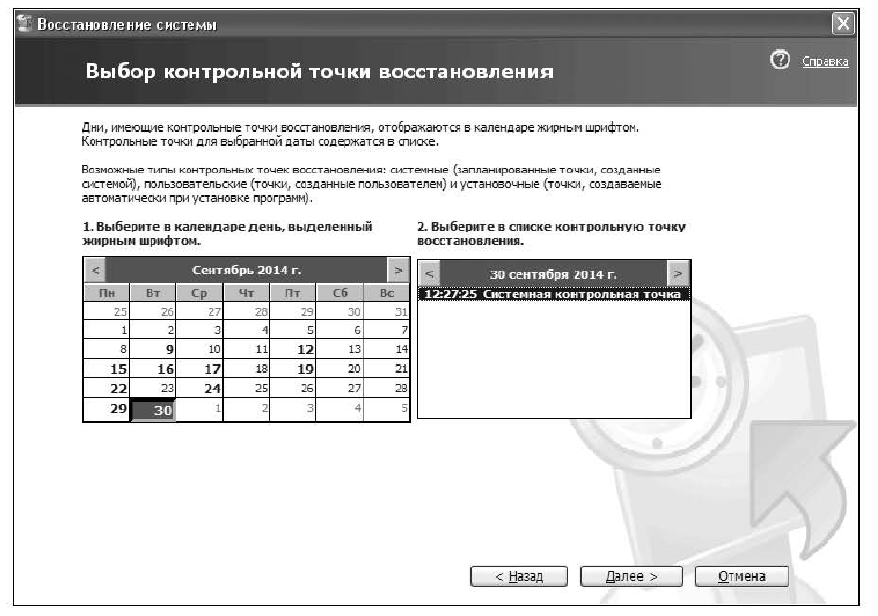 Восстановление системы
Выбор контрольной точки восстановления
Справка
Дни, имеющие контрольные точки восстановления, отображаются в календаре жирным шрифтом.
Контрольные точки для выбранной даты содержатся в списке.
Возможные типы контрольных точек восстановления: системные (запланированные точки, созданные
системой), пользовательские (точки, созданные пользователем) и установочные (точки, создаваемые
автоматически при установке программ).
1. Выберите в календаре день, выделенный
жирным шрифтом.
< Сентябрь 2014 г. >
Пн Вт Ср Чт Пт Сб Вс
25 26 27 28 29 30 31
1 2 3 4 5 6 7
8 9 10 11 12 13 14
15 16 17 18 19 20 21
22 23 24 25 26 27 28
29 30 1 2 3 4 5
2. Выберите в списке контрольную точку
восстановления.
< 30 сентября 2014 г. >
12:27:25 Системная контрольная точка
< Назад
Далее >
Отмена